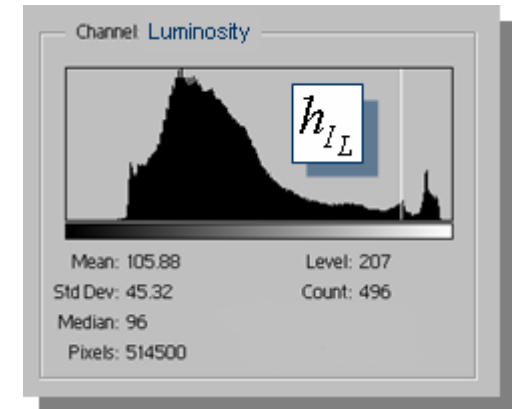 Channel: Luminosity
h_{I_L}
Mean: 105.88 Level: 207
Std Dev: 45.32 Count: 496
Median: 96
Pixels: 514500